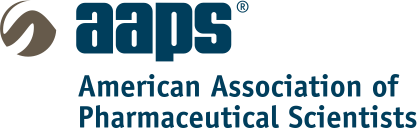 aaps®
American Association of
Pharmaceutical Scientists